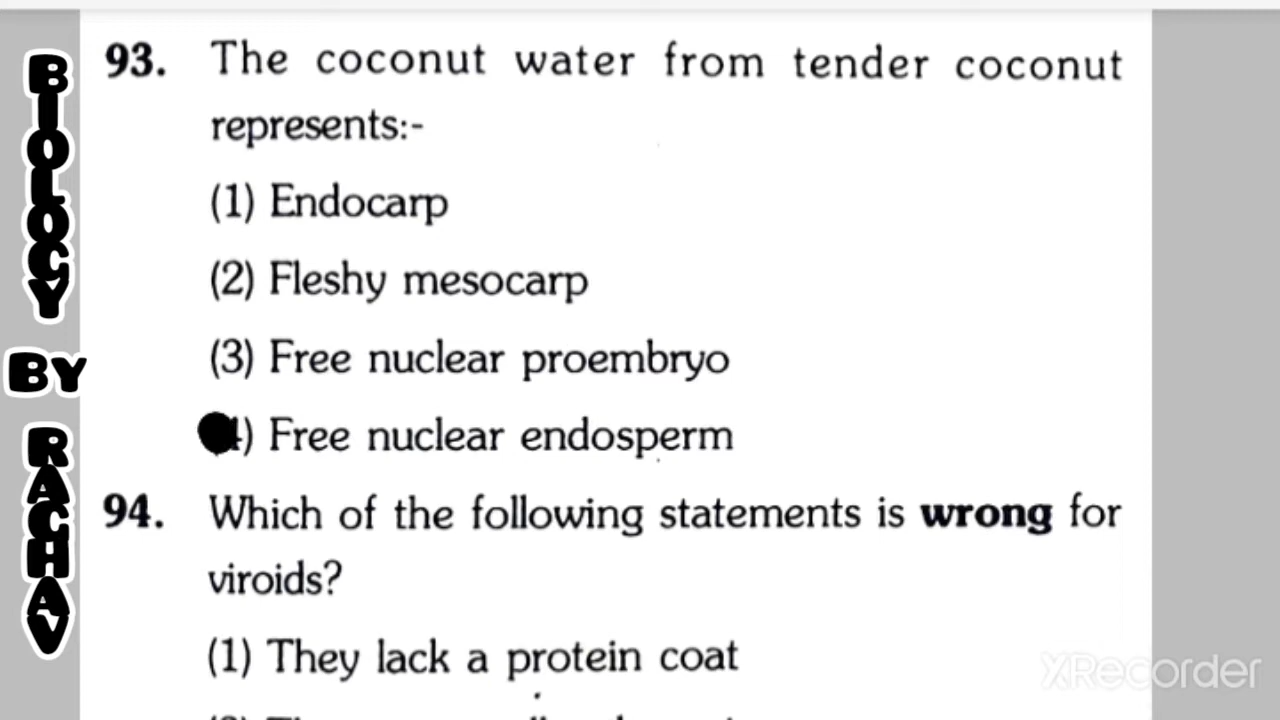 BIOLOGY
BY
RAGHAV
93. The coconut water from tender coconut
represents:-
(1) Endocarp
(2) Fleshy mesocarp
(3) Free nuclear proembryo
4) Free nuclear endosperm
94. Which of the following statements is wrong for
viroids?
(1) They lack a protein coat
XRecorder